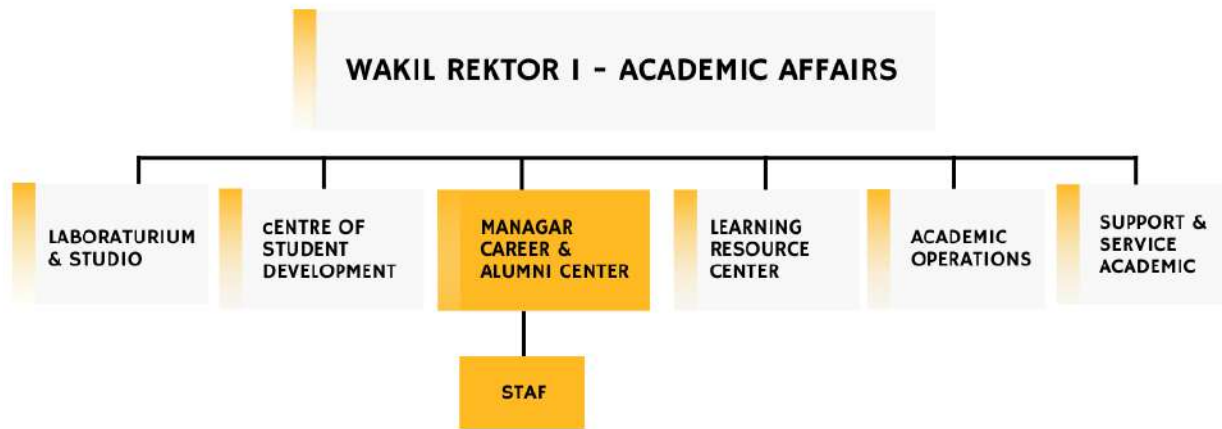 WAKIL REKTOR I - ACADEMIC AFFAIRS
LABORATURIUM
& STUDIO
cENTRE OF
STUDENT
DEVELOPMENT
MANAGAR
CAREER &
ALUMNI CENTER
LEARNING
RESOURCE
CENTER
ACADEMIC
OPERATIONS
SUPPORT &
SERVICE
ACADEMIC
STAF